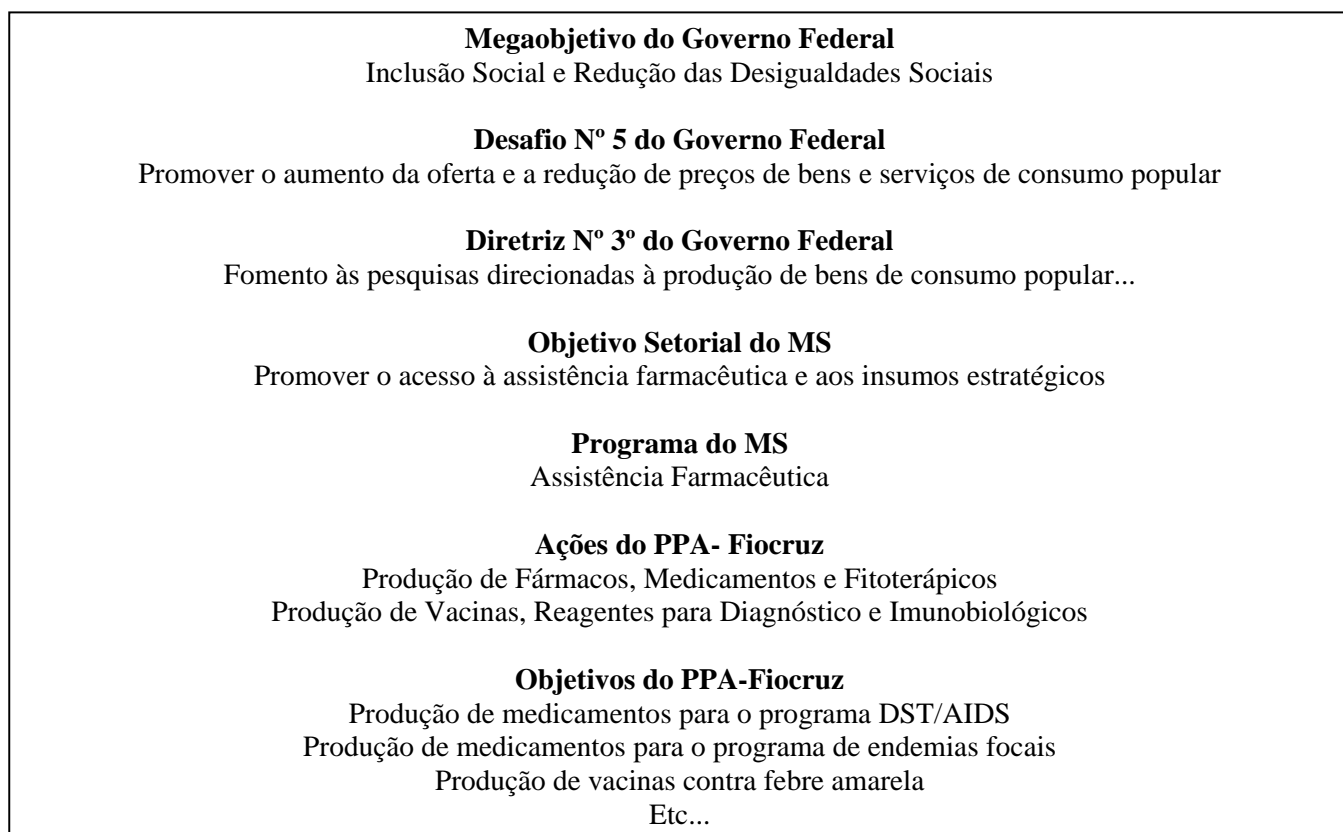 Megaobjetivo do Governo Federal
Inclusão Social e Redução das Desigualdades Sociais
Desafio Nº 5 do Governo Federal
Promover o aumento da oferta e a redução de preços de bens e serviços de consumo popular
Diretriz Nº 3º do Governo Federal
Fomento às pesquisas direcionadas à produção de bens de consumo popular...
Objetivo Setorial do MS
Promover o acesso à assistência farmacêutica e aos insumos estratégicos
Programa do MS
Assistência Farmacêutica
Ações do PPA- Fiocruz
Produção de Fármacos, Medicamentos e Fitoterápicos
Produção de Vacinas, Reagentes para Diagnóstico e Imunobiológicos
Objetivos do PPA-Fiocruz
Produção de medicamentos para o programa DST/AIDS
Produção de medicamentos para o programa de endemias focais
Produção de vacinas contra febre amarela
Etc...